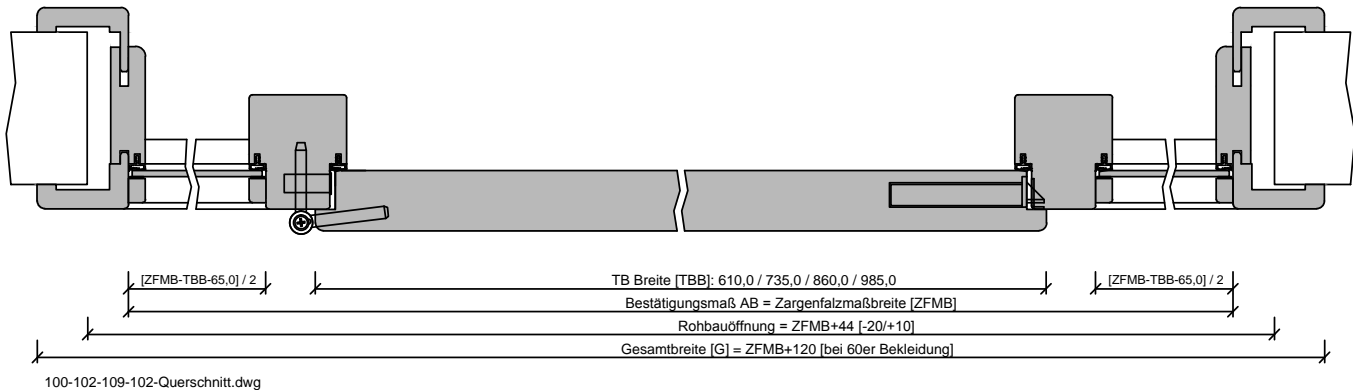 [ZFMB-TBB-65,0] / 2
TB Breite [TBB]: 610,0 / 735,0 / 860,0 / 985,0
[ZFMB-TBB-65,0] / 2
Bestätigungsmaß AB = Zargenfalzmaßbreite [ZFMB]
Rohbauöffnung = ZFMB+44 [-20/+10]
Gesamtbreite [G] = ZFMB+120 [bei 60er Bekleidung]
100-102-109-102-Querschnitt.dwg